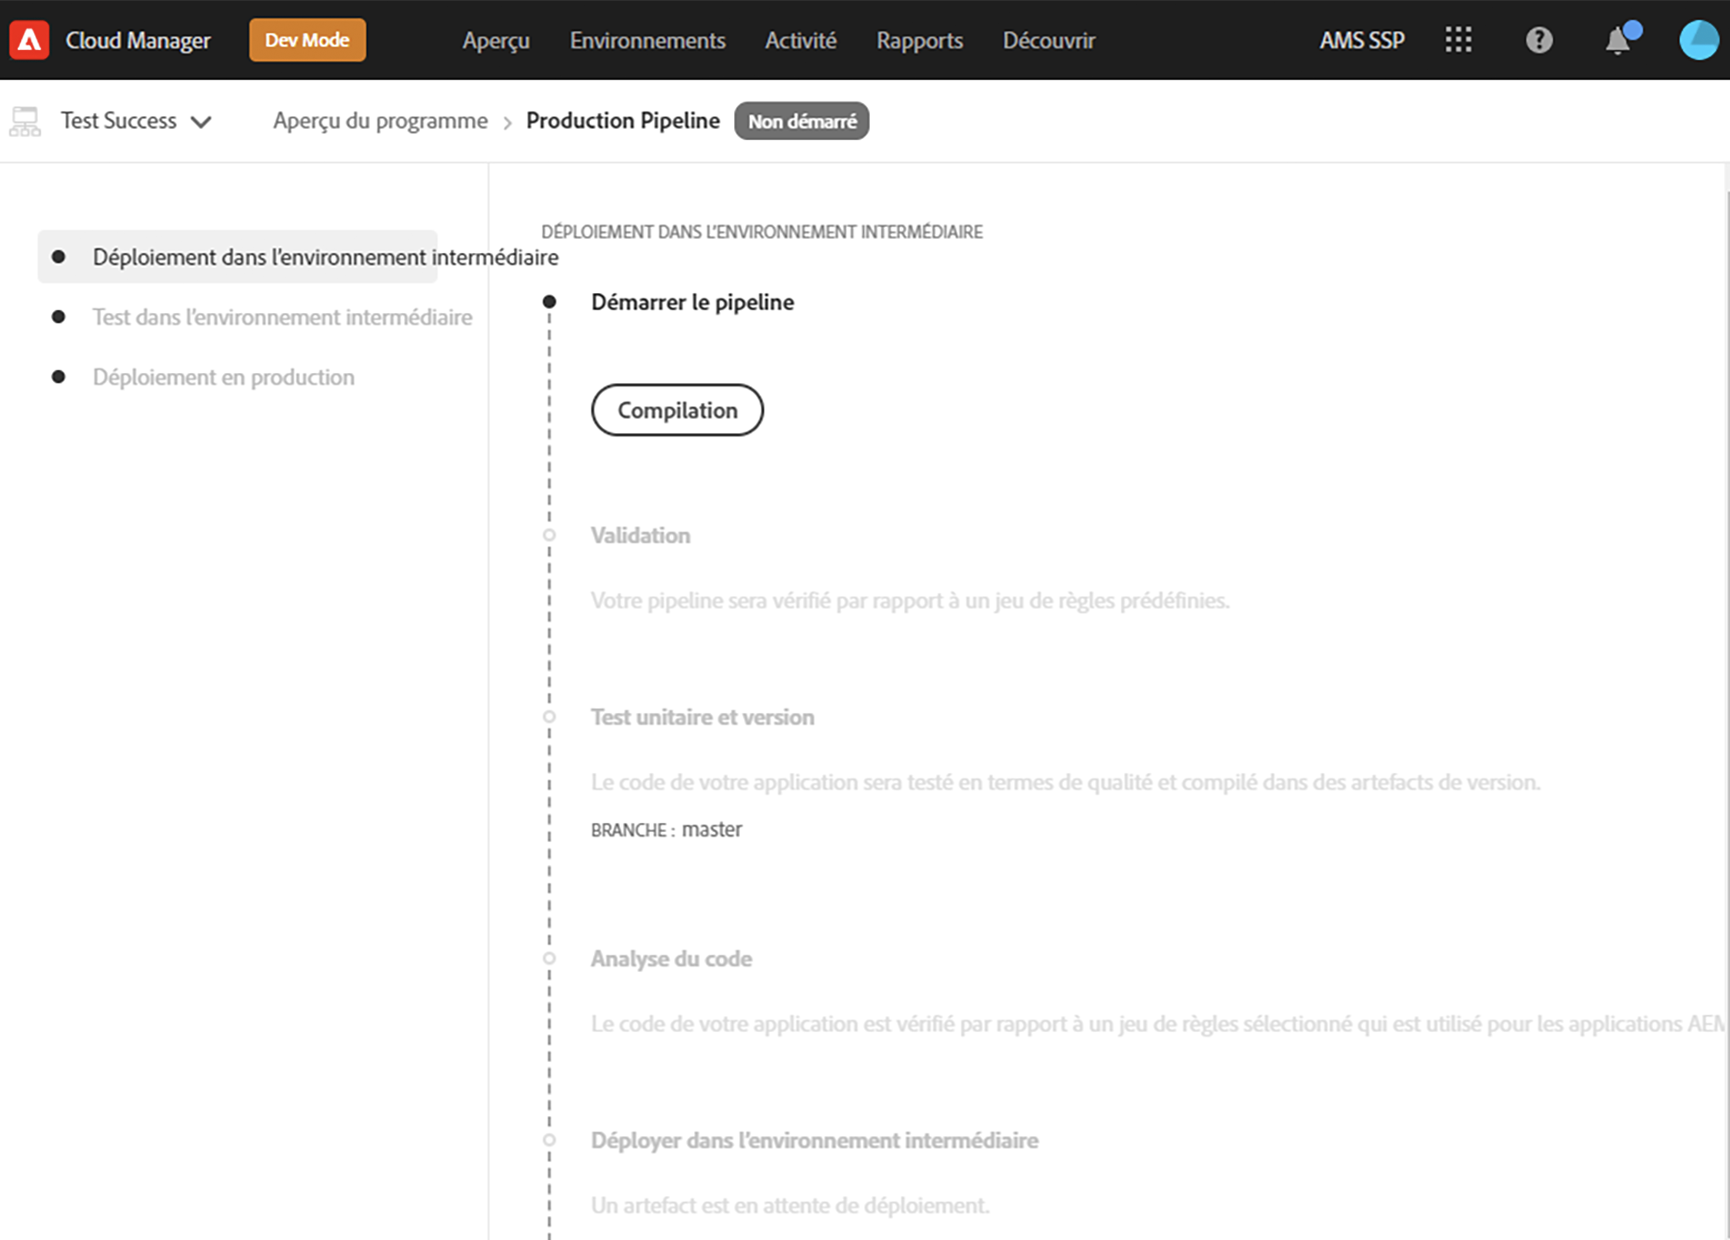 Cloud Manager Dev Mode Aperçu Environnements Activité Rapports Découvrir AMS SSP
Test Success Aperçu du programme > Production Pipeline Non démarré
Déploiement dans l'environnement intermédiaire
Test dans l'environnement intermédiaire
Déploiement en production
DÉPLOIEMENT DANS L'ENVIRONNEMENT INTERMÉDIAIRE
Démarrer le pipeline
Compilation
Validation
Votre pipeline sera vérifié par rapport à un jeu de règles prédéfinies.
Test unitaire et version
Le code de votre application sera testé en termes de qualité et compilé dans des artefacts de version.
BRANCHE : master
Analyse du code
Le code de votre application est vérifié par rapport à un jeu de règles sélectionné qui est utilisé pour les applications AEM
Déployer dans l'environnement intermédiaire
Un artefact est en attente de déploiement.